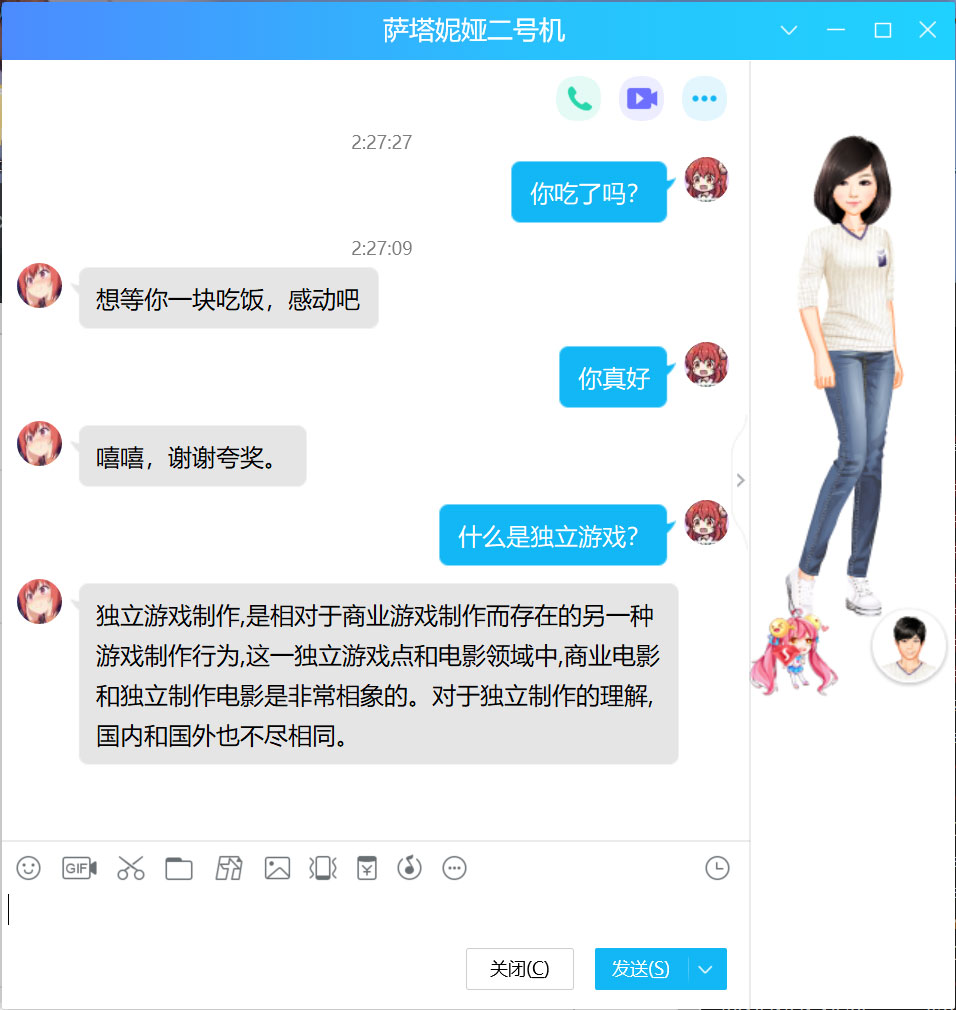 萨塔妮娅二号机
2:27:27
你吃了吗?
2:27:09
想等你一块吃饭，感动吧
你真好
嘻嘻，谢谢夸奖。
什么是独立游戏?
独立游戏制作,是相对于商业游戏制作而存在的另一种
游戏制作行为,这一独立游戏点和电影领域中,商业电影
和独立制作电影是非常相象的。对于独立制作的理解,
国内和国外也不尽相同。
GIF
关闭(C)
发送(S)